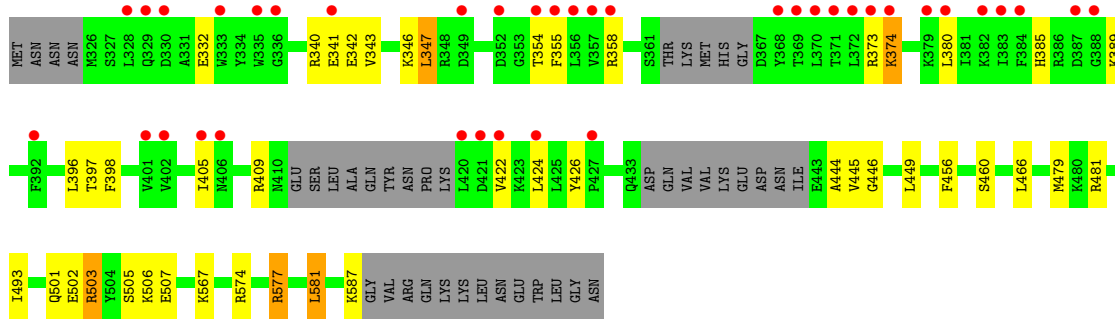 MET ASN ASN ASN M326 S327 L328 Q329 D330 A331 E332 W333 Y334 W335 G336 R340 E341 E342 V343 K346 L347 R348 D349 D352 G353 T354 F355 L356 V357 R358 S361 THR LYS MET HIS GLY D367 Y368 T369 L370 T371 L372 R373 K374 K379 L380 I381 K382 I383 F384 H385 R386 D387 G388 K389
F392 L396 T397 F398 V401 V402 I405 N406 R409 N410 GLU SER LEU ALA GLN TYR ASN PRO LYS L420 D421 V422 K423 L424 L425 Y426 P427 Q433 ASP GLN VAL VAL LYS GLU ASP ASN ILE E443 A444 V445 G446 L449 F456 S460 L466 M479 K480 R481
I493 Q501 E502 R503 Y504 S505 K506 E507 K567 R574 R577 L581 K587 GLY VAL ARG GLN LYS LYS LEU ASN GLU TRP LEU GLY ASN